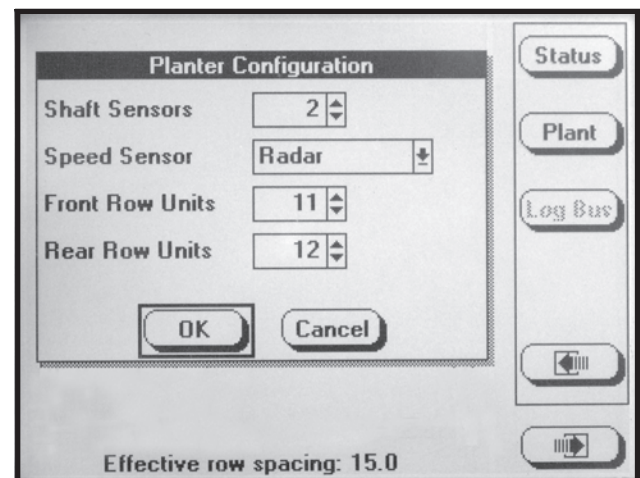 Planter Configuration
Shaft Sensors 2
Speed Sensor Radar
Front Row Units 11
Rear Row Units 12
OK Cancel
Status
Plant
Log Bus
Effective row spacing: 15.0